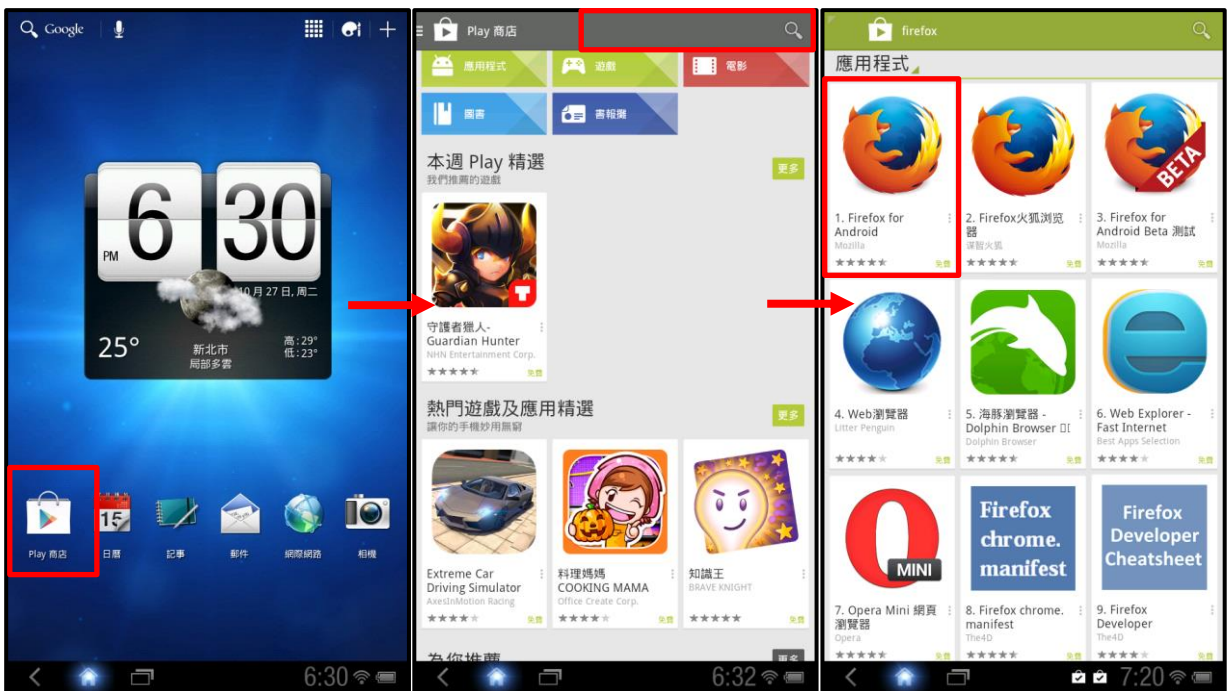 Google
6 30
PM
10 月 27 日, 周二
25°
新北市
局部多雲
高:29°
低:23°
15
Play 商店
日曆
記事
郵件
網際網路
相機
6:30
Play 商店
應用程式
遊戲
電影
圖書
書報攤
本週 Play 精選
我們推薦的遊戲
更多
守護者獵人-
Guardian Hunter
NHN Entertainment Corp.
免費
熱門遊戲及應用精選
讓你的手機妙用無窮
更多
Extreme Car
Driving Simulator
AxesInMotion Racing
免費
料理媽媽
COOKING MAMA
Office Create Corp.
免費
知識王
BRAVE KNIGHT
免費
為你推薦
更多
6:32
firefox
應用程式
1. Firefox for
Android
Mozilla
免費
2. Firefox火狐浏览
器
谋智火狐
免費
BETA
3. Firefox for
Android Beta 測試
Mozilla
免費
4. Web瀏覽器
Litter Penguin
免費
5. 海豚瀏覽器 -
Dolphin Browser
Dolphin Browser
免費
6. Web Explorer -
Fast Internet
Best Apps Selection
免費
MINI
7. Opera Mini 網頁
瀏覽器
Opera
免費
Firefox
chrome.
manifest
8. Firefox chrome.
manifest
The4D
免費
Firefox
Developer
Cheatsheet
9. Firefox
Developer
The4D
免費
7:20